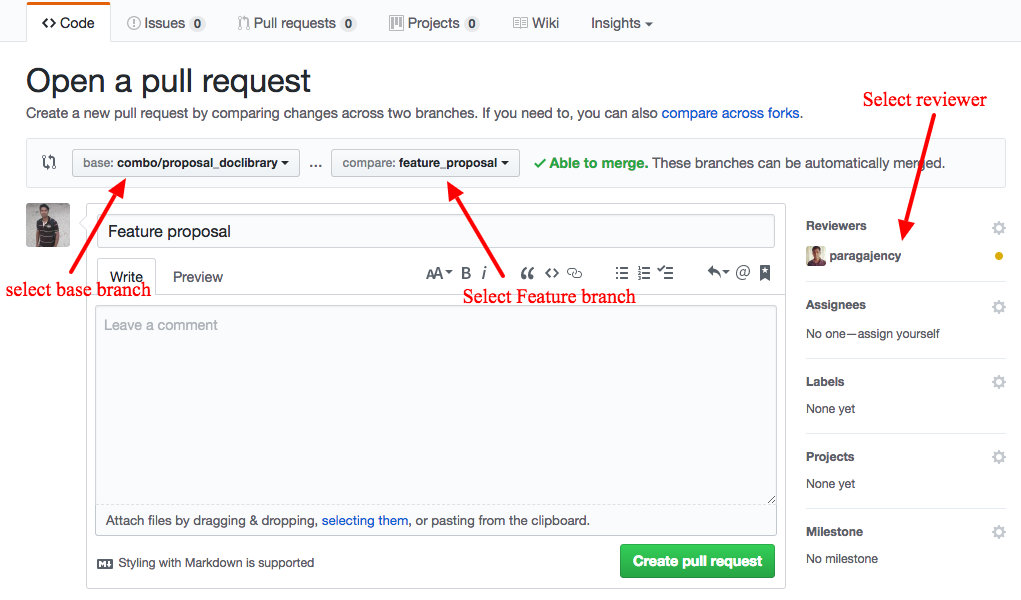 Code Issues 0 Pull requests 0 Projects 0 Wiki Insights
Open a pull request
Create a new pull request by comparing changes across two branches. If you need to, you can also compare across forks.
Select reviewer
base: combo/proposal_doclibrary ... compare: feature_proposal Able to merge. These branches can be automatically merged.
Feature proposal
Write Preview
AA B i @
select base branch
Select Feature branch
Leave a comment
Attach files by dragging & dropping, selecting them, or pasting from the clipboard.
Styling with Markdown is supported
Create pull request
Reviewers
paragajency
Assignees
No one—assign yourself
Labels
None yet
Projects
None yet
Milestone
No milestone